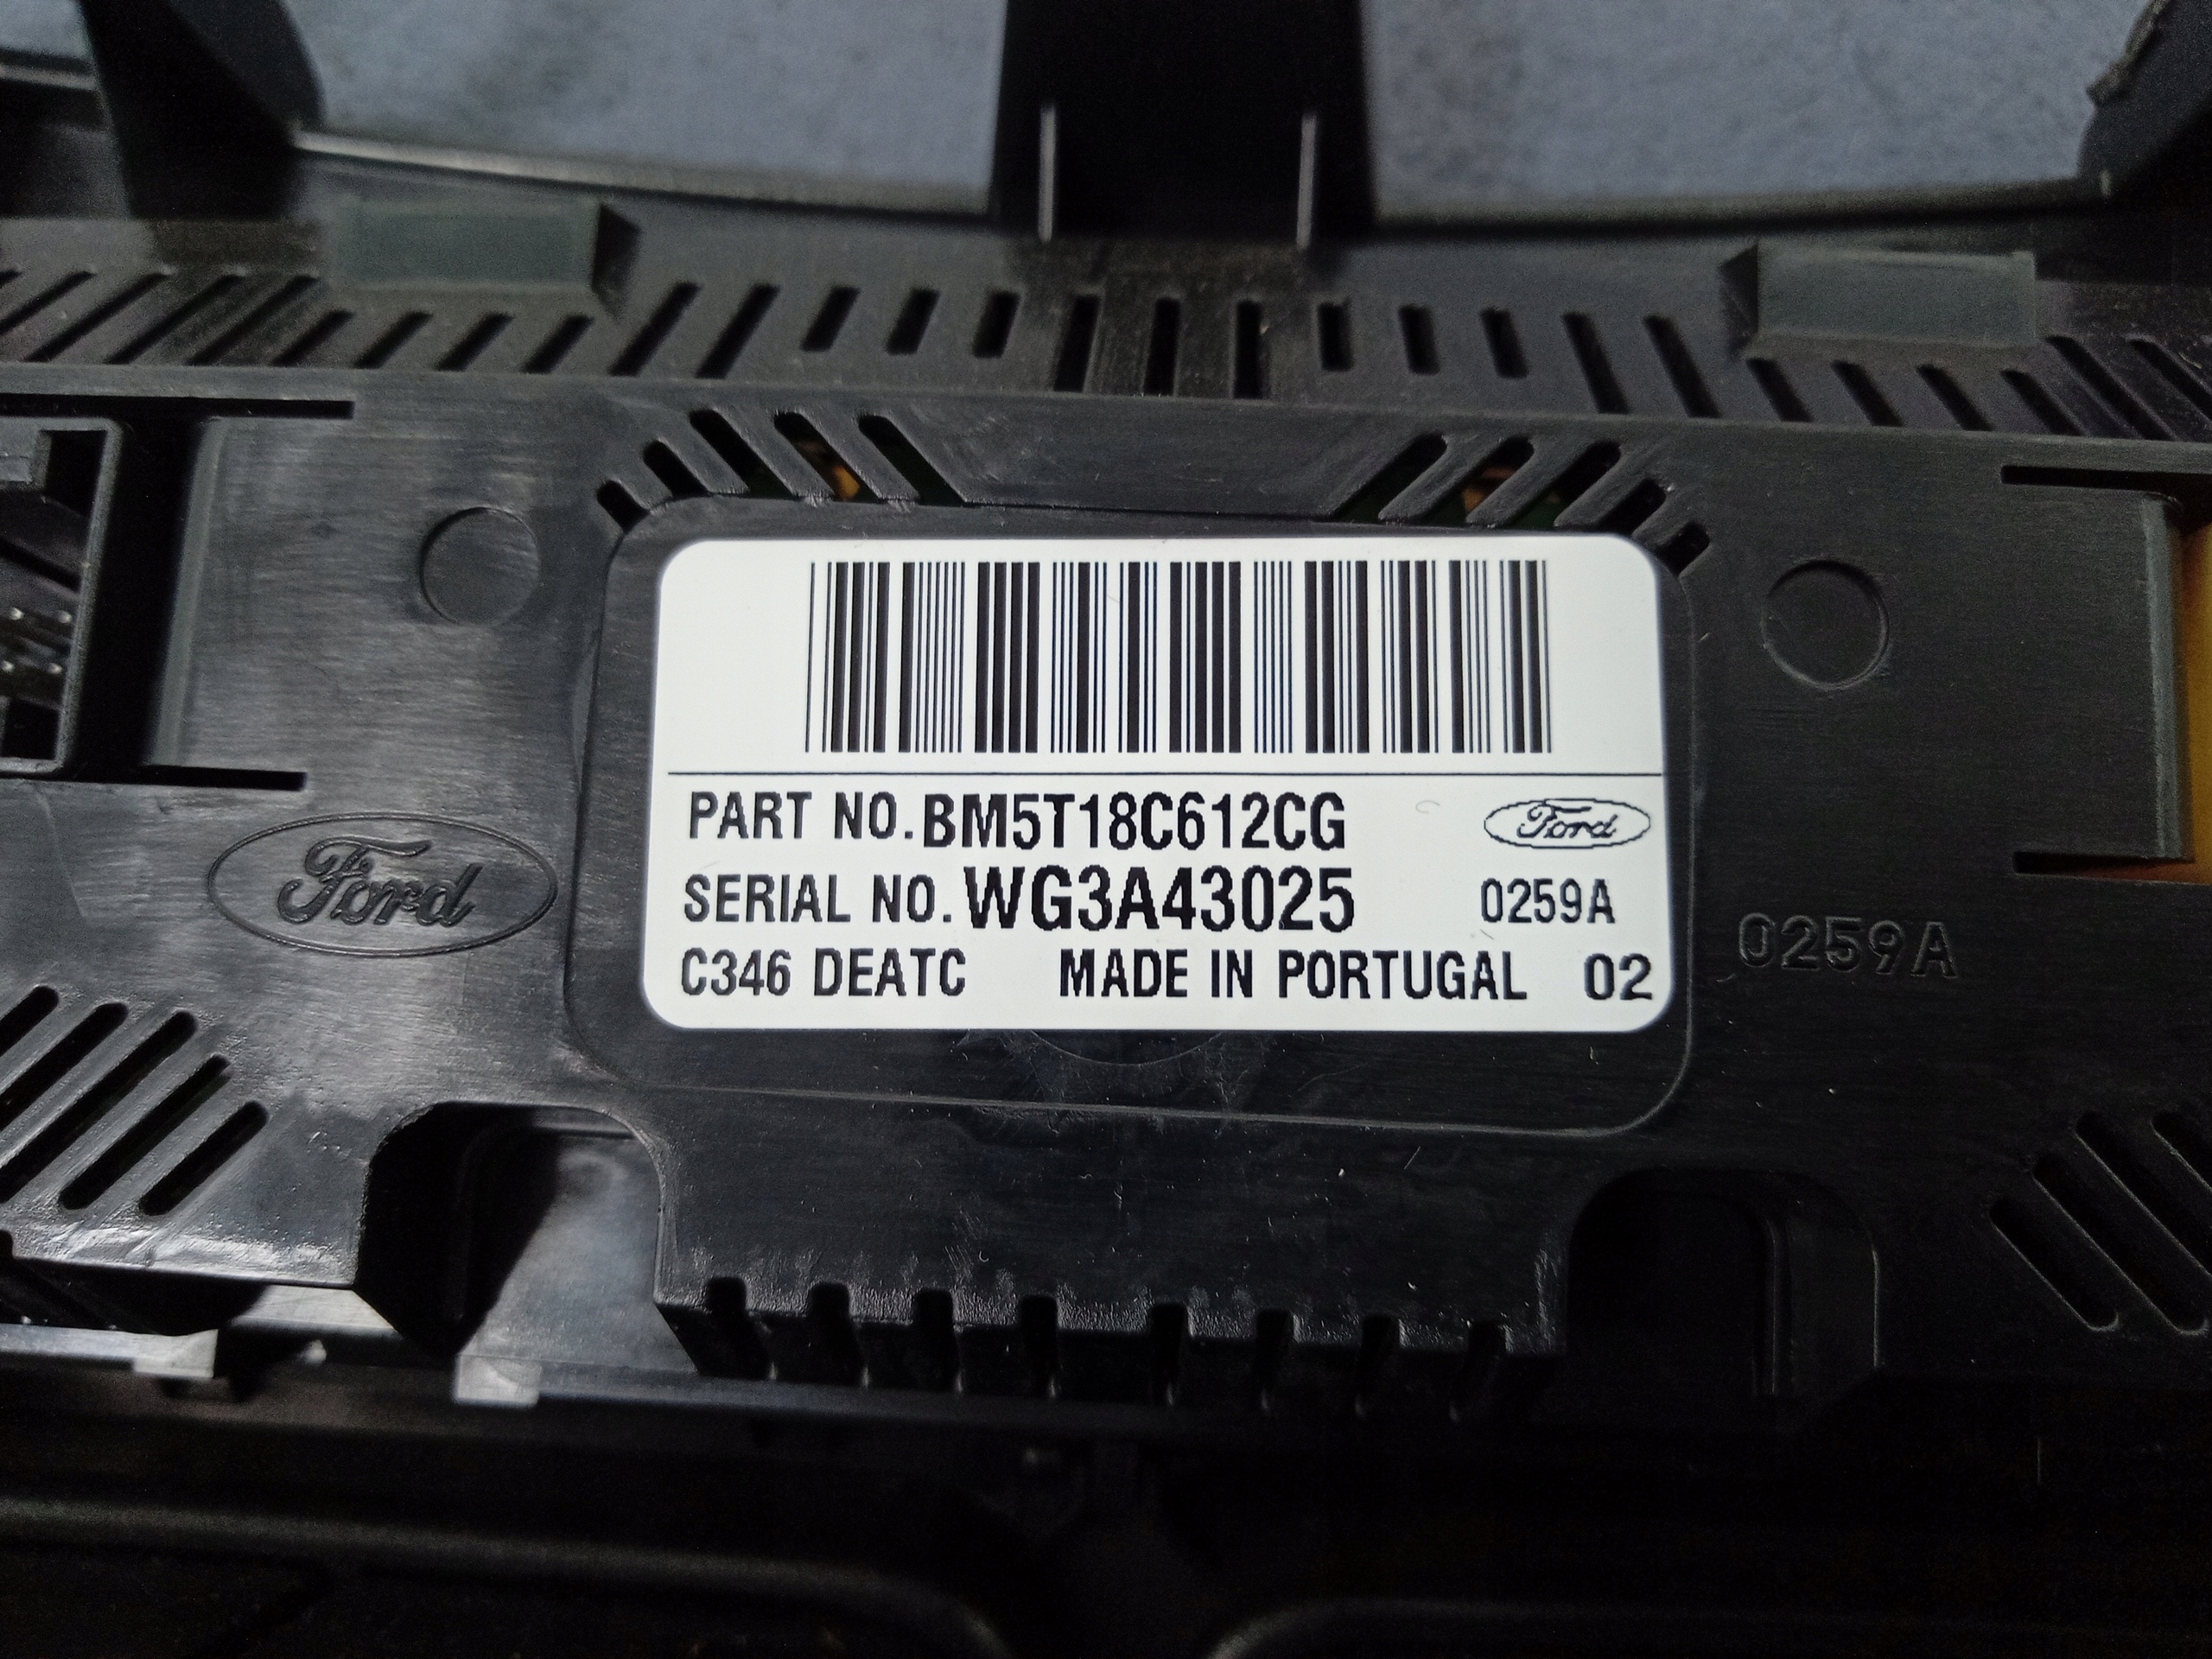 PART NO. BM5T18C612CG Ford
SERIAL NO. WG3A43025 0259A
C346 DEATC MADE IN PORTUGAL 02
Ford
0259A